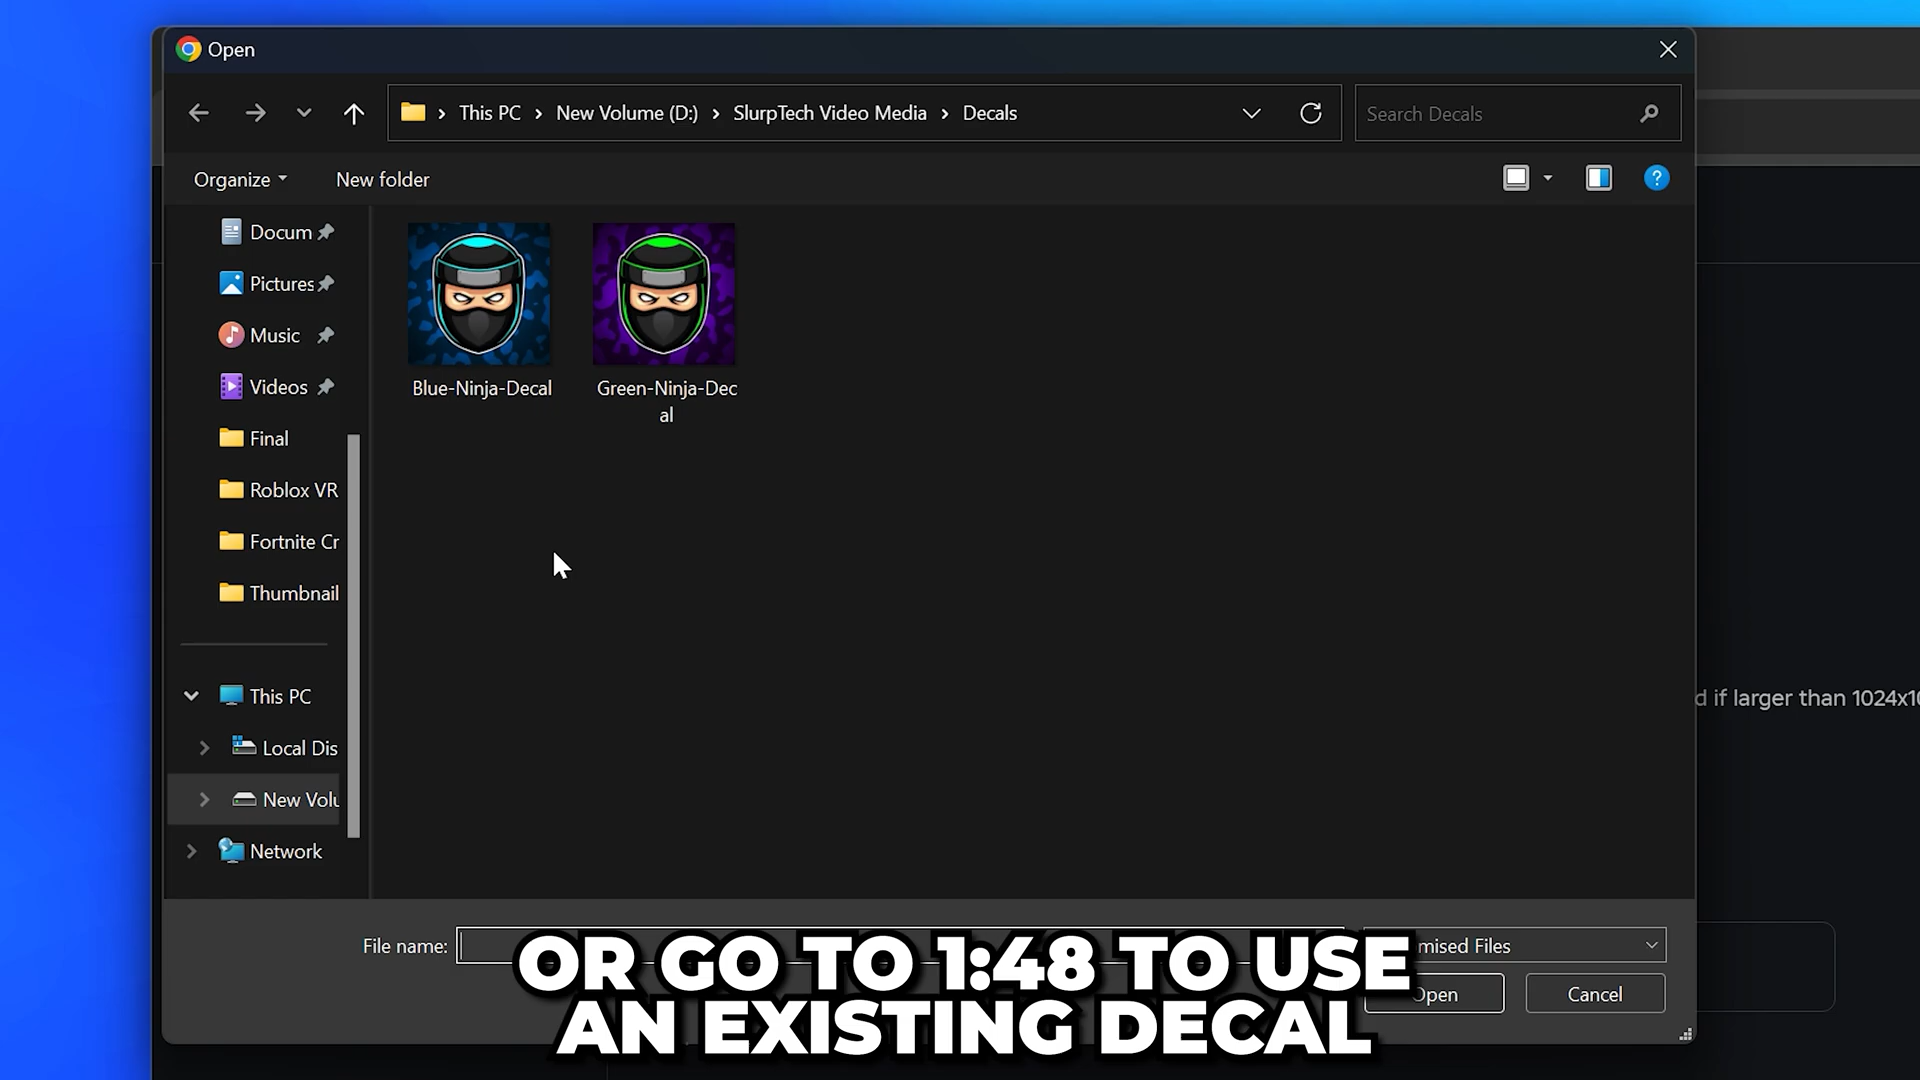 Open
This PC
New Volume (D:)
SlurpTech Video Media
Decals
Search Decals
Organize
New folder
?
Docum
Pictures
Music
Videos
Final
Roblox VR
Fortnite Cr
Thumbnail
This PC
Local Dis
New Volu
Network
Blue-Ninja-Decal
Green-Ninja-Dec
al
d if larger than 1024x10
File name:
mised Files
Open
Cancel
OR GO TO 1:48 TO USE
AN EXISTING DECAL